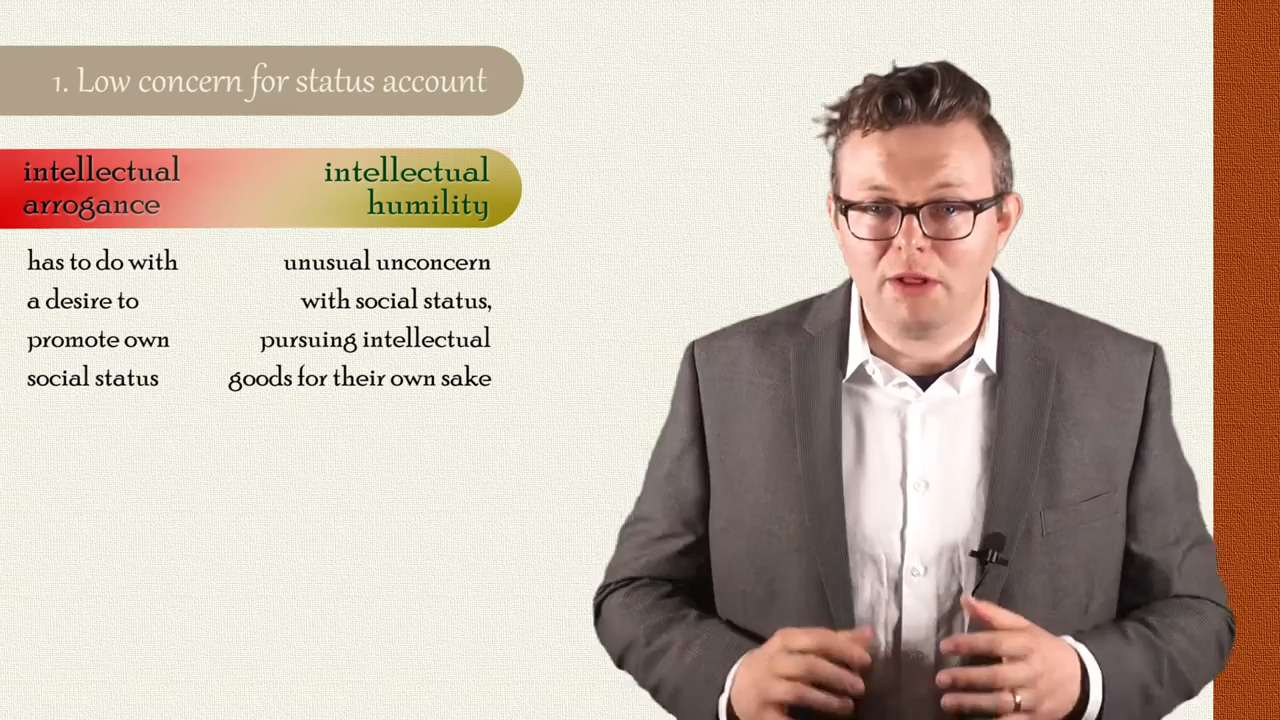 1. Low concern for status account
intellectual arrogance
has to do with
a desire to
promote own
social status
intellectual humility
unusual unconcern
with social status,
pursuing intellectual
goods for their own sake